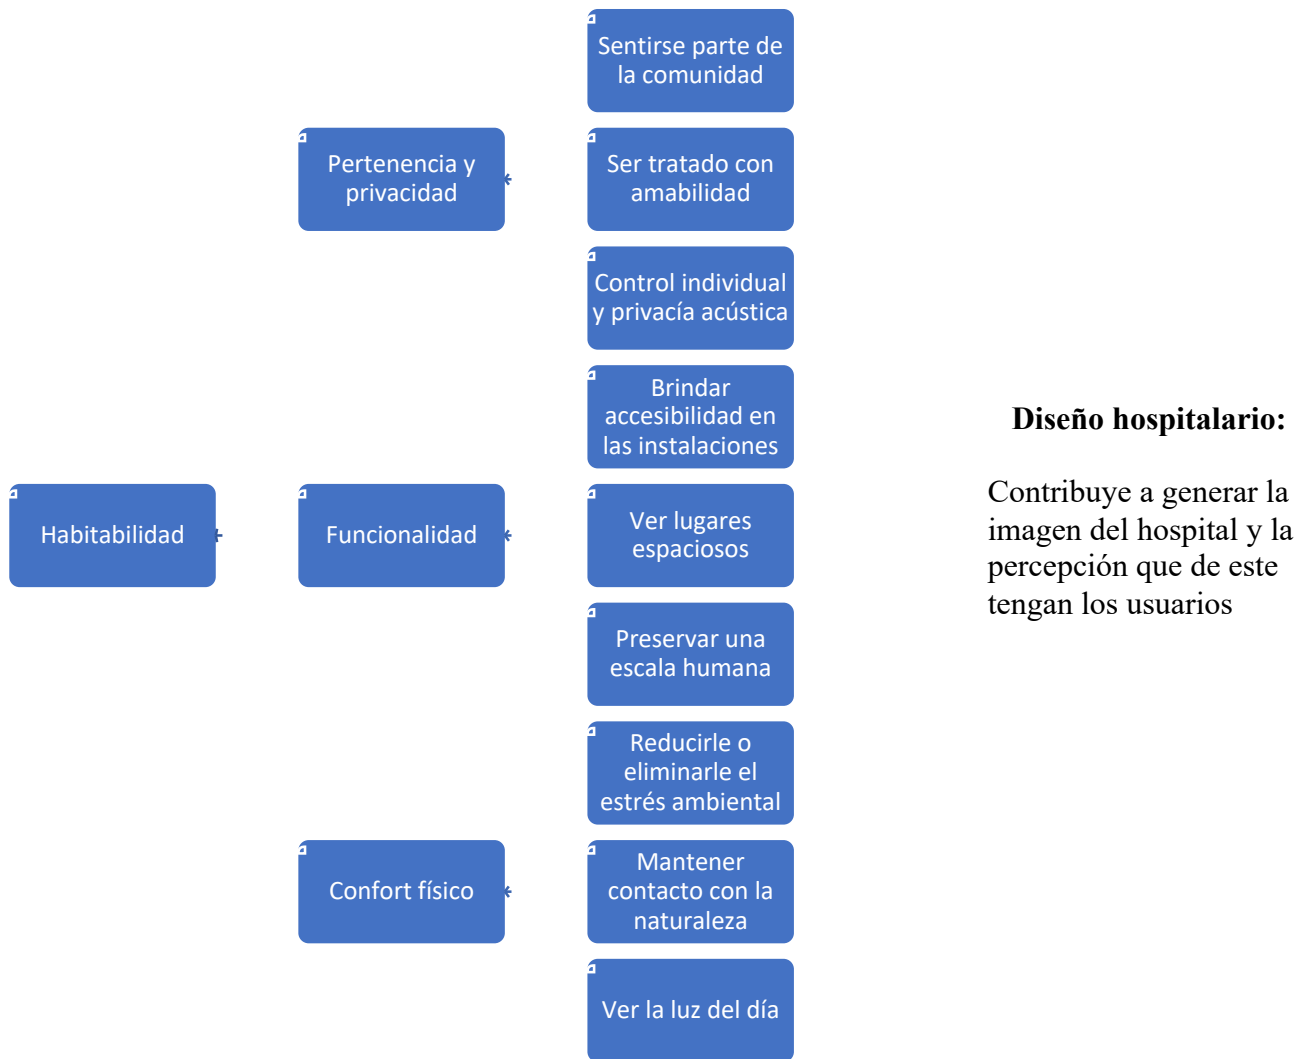 Sentirse parte de
la comunidad
Pertenencia y
privacidad
Ser tratado con
amabilidad
Control individual
y privacía acústica
Brindar
accesibilidad en
las instalaciones
Habitabilidad
Funcionalidad
Ver lugares
espaciosos
Preservar una
escala humana
Reducirle o
eliminarle el
estrés ambiental
Confort físico
Mantener
contacto con la
naturaleza
Ver la luz del día
Diseño hospitalario:
Contribuye a generar la
imagen del hospital y la
percepción que de este
tengan los usuarios